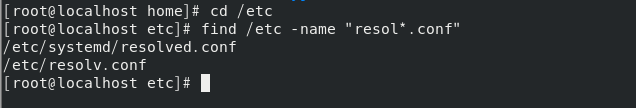 [root@localhost home]# cd /etc
[root@localhost etc]# find /etc -name "resol*.conf"
/etc/systemd/resolved.conf
/etc/resolv.conf
[root@localhost etc]#